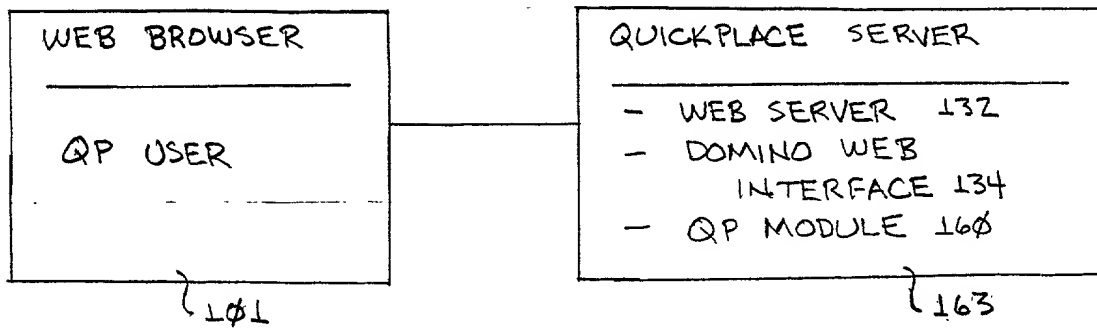 WEB BROWSER
QP USER
101
QUICKPLACE SERVER
- WEB SERVER 132
- DOMINO WEB
INTERFACE 134
- QP MODULE 160
163